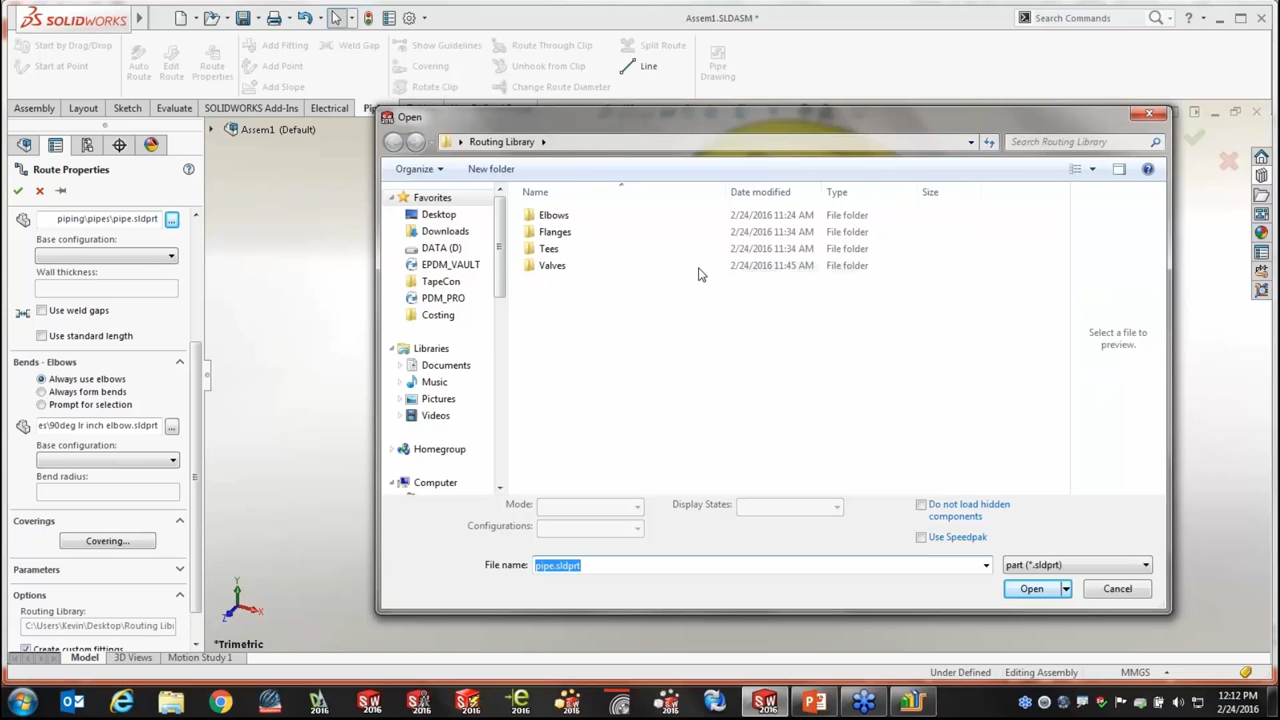 SOLIDWORKS
Assem1.SLDASM *
Search Commands
Start by Drag/Drop
Start at Point
Auto Route
Edit Route
Route Properties
Add Fitting
Weld Gap
Add Point
Add Slope
Show Guidelines
Covering
Rotate Clip
Route Through Clip
Unhook from Clip
Change Route Diameter
Split Route
Line
Pipe Drawing
Assembly
Layout
Sketch
Evaluate
SOLIDWORKS Add-Ins
Electrical
Assem1 (Default)
Route Properties
piping\pipes\pipe.sldprt
...
Base configuration:
Wall thickness:
Use weld gaps
Use standard length
Bends - Elbows
Always use elbows
Always form bends
Prompt for selection
es\90deg lr inch elbow.sldprt
...
Base configuration:
Bend radius:
Coverings
Covering...
Parameters
Options
Routing Library:
C:\Users\Kevin\Desktop\Routing Lib
Create custom fittings
Open
Routing Library
Search Routing Library
Organize
New folder
Name
Date modified
Type
Size
Elbows 2/24/2016 11:24 AM File folder
Flanges 2/24/2016 11:34 AM File folder
Tees 2/24/2016 11:34 AM File folder
Valves 2/24/2016 11:45 AM File folder
Favorites
Desktop
Downloads
DATA (D)
EPDM_VAULT
TapeCon
PDM_PRO
Costing
Libraries
Documents
Music
Pictures
Videos
Homegroup
Computer
Select a file to
preview.
Mode:
Display States:
Configurations:
Do not load hidden
components
Use Speedpak
File name:
pipe.sldprt
part (*.sldprt)
Open
Cancel
*Trimetric
Model
3D Views
Motion Study 1
Under Defined
Editing Assembly
MMGS
12:12 PM
2/24/2016